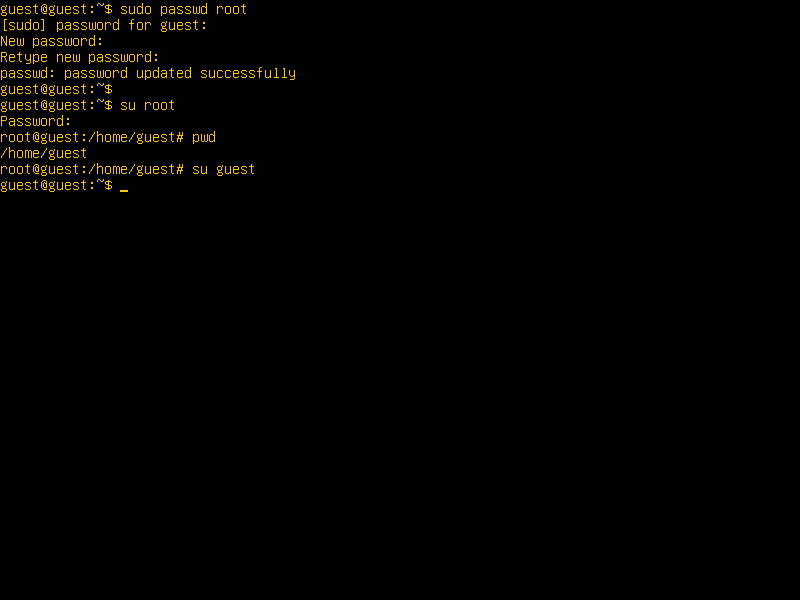 guest@guest:~$ sudo passwd root
[sudo] password for guest:
New password:
Retype new password:
passwd: password updated successfully
guest@guest:~$
guest@guest:~$ su root
Password:
root@guest:/home/guest# pwd
/home/guest
root@guest:/home/guest# su guest
guest@guest:~$ _